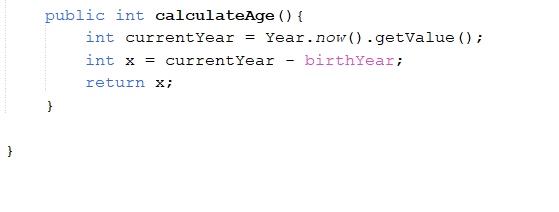 public int calculateAge(){
int currentYear = Year.now().getValue();
int x = currentYear - birthYear;
return x;
}
}